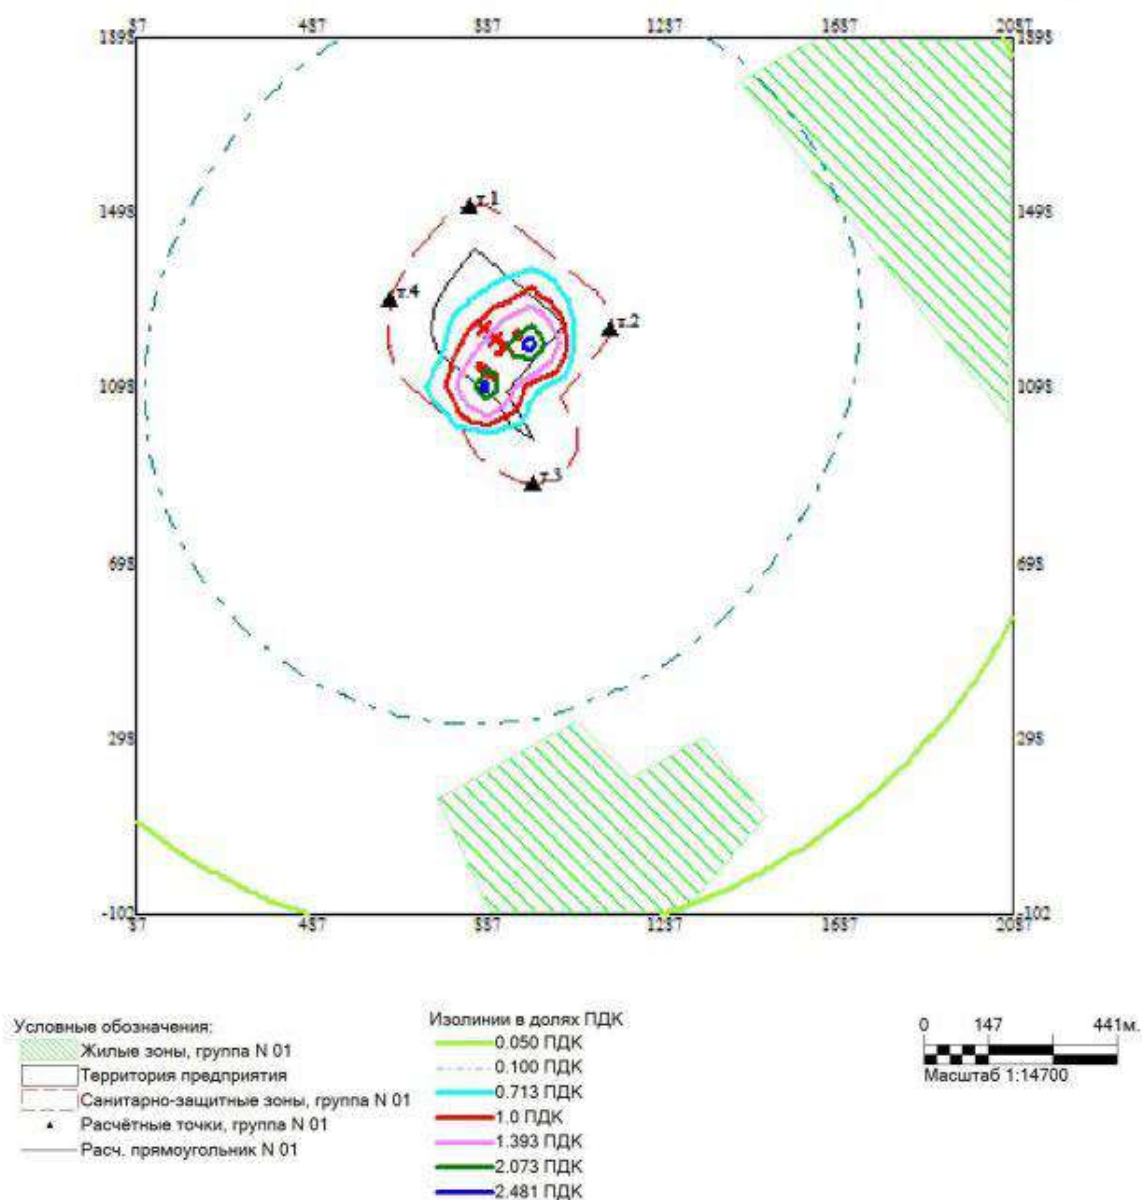 87 487 887 1287 1687 2087
1898 1898
т.1
1498 1498
т.4
т.2
1098 1098
т.3
698 698
298 298
-102 -102
87 487 887 1287 1687 2087
Условные обозначения:
Жилые зоны, группа N 01
Территория предприятия
Санитарно-защитные зоны, группа N 01
Расчётные точки, группа N 01
Расч. прямоугольник N 01
Изолинии в долях ПДК
0.050 ПДК
0.100 ПДК
0.713 ПДК
1.0 ПДК
1.393 ПДК
2.073 ПДК
2.481 ПДК
0 147 441м.
Масштаб 1:14700